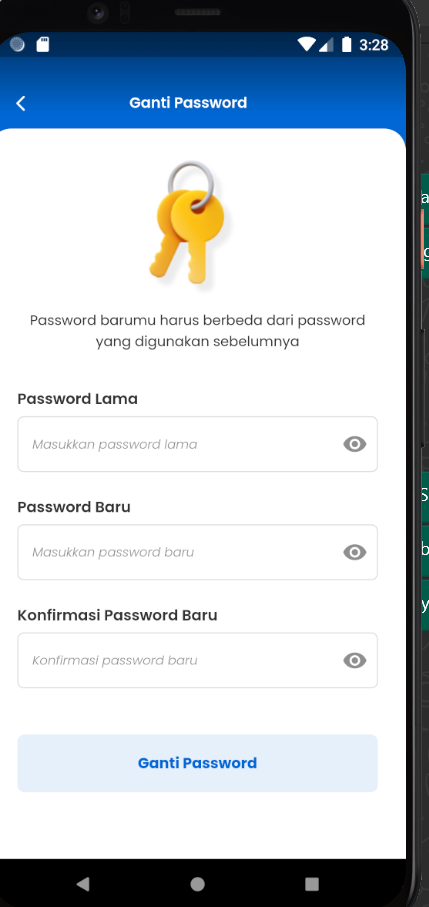 3:28
Ganti Password
Password barumu harus berbeda dari password
yang digunakan sebelumnya
Password Lama
Masukkan password lama
Password Baru
Masukkan password baru
Konfirmasi Password Baru
Konfirmasi password baru
Ganti Password